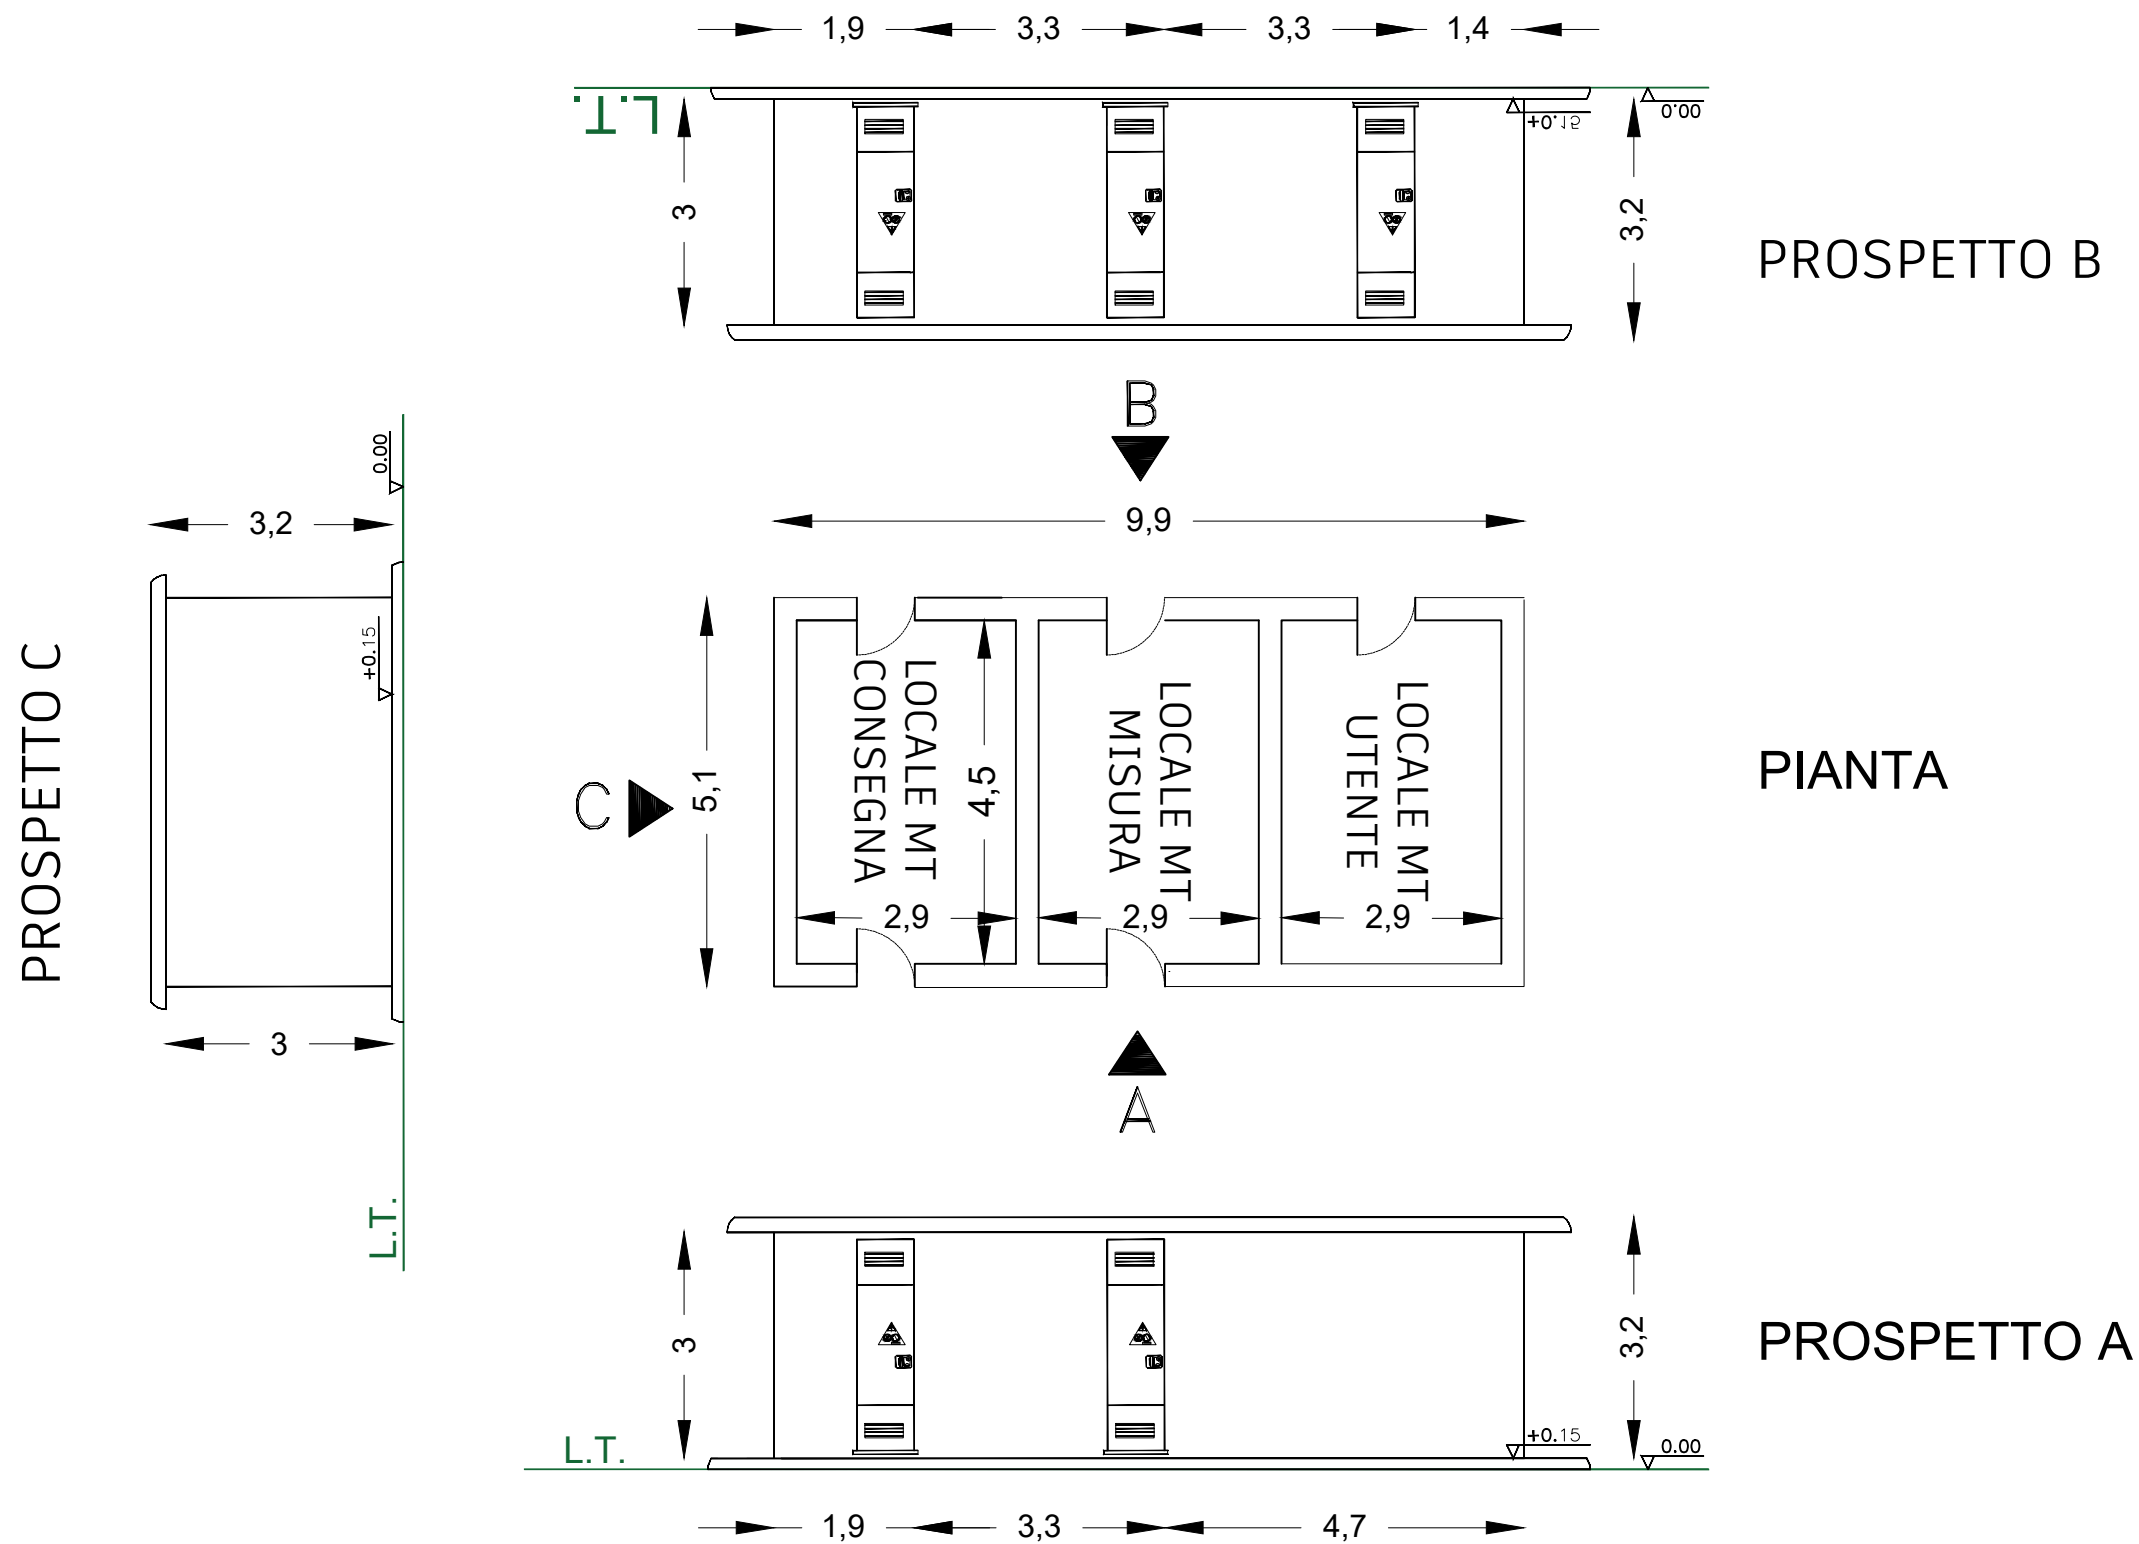 1,9 3,3 3,3 1,4
L.T.
+0.15
0.00
3
3,2
PROSPETTO B
B
0.00
3,2
9,9
+0.15
PROSPETTO C
LOCALE MT
CONSEGNA
LOCALE MT
MISURA
LOCALE MT
UTENTE
PIANTA
C
5,1
4,5
2,9 2,9 2,9
3
A
L.T.
3
3,2
PROSPETTO A
L.T.
+0.15
0.00
1,9 3,3 4,7